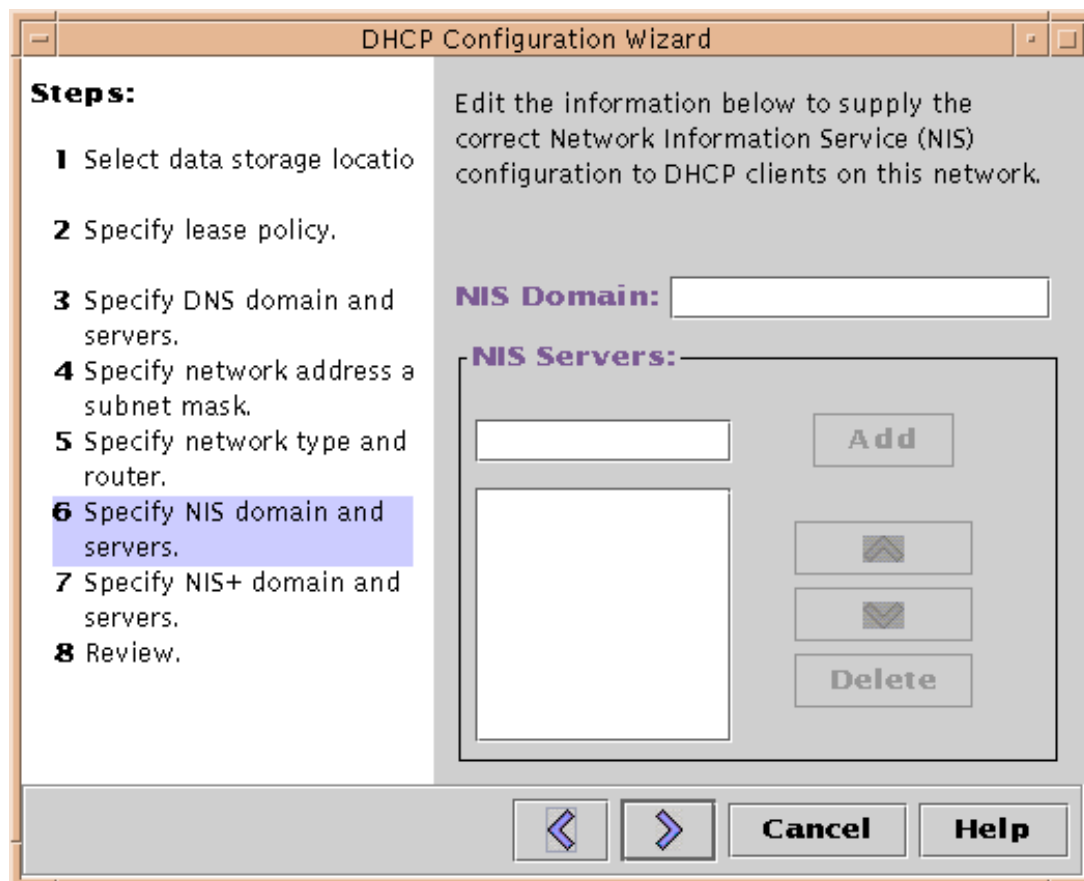 DHCP Configuration Wizard
Steps:
1 Select data storage locatio
2 Specify lease policy.
3 Specify DNS domain and
servers.
4 Specify network address a
subnet mask.
5 Specify network type and
router.
6 Specify NIS domain and
servers.
7 Specify NIS+ domain and
servers.
8 Review.
Edit the information below to supply the
correct Network Information Service (NIS)
configuration to DHCP clients on this network.
NIS Domain:
NIS Servers:
Add
Delete
Cancel
Help